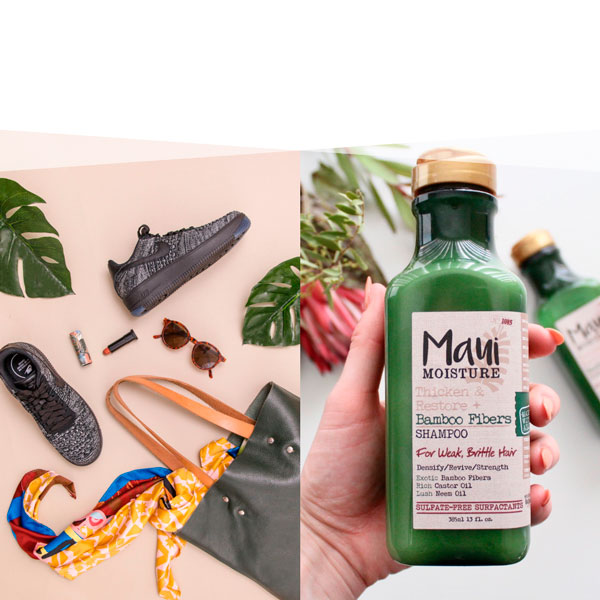 Maui
MOISTURE
Thicken &
Restore +
Bamboo Fibers
SHAMPOO
For Weak, Brittle Hair
Densify/Revive/Strength
Exotic Bamboo Fibers
Rich Castor Oil
Lush Neem Oil
SULFATE-FREE SURFACTANTS
385ml 13 fl. oz.